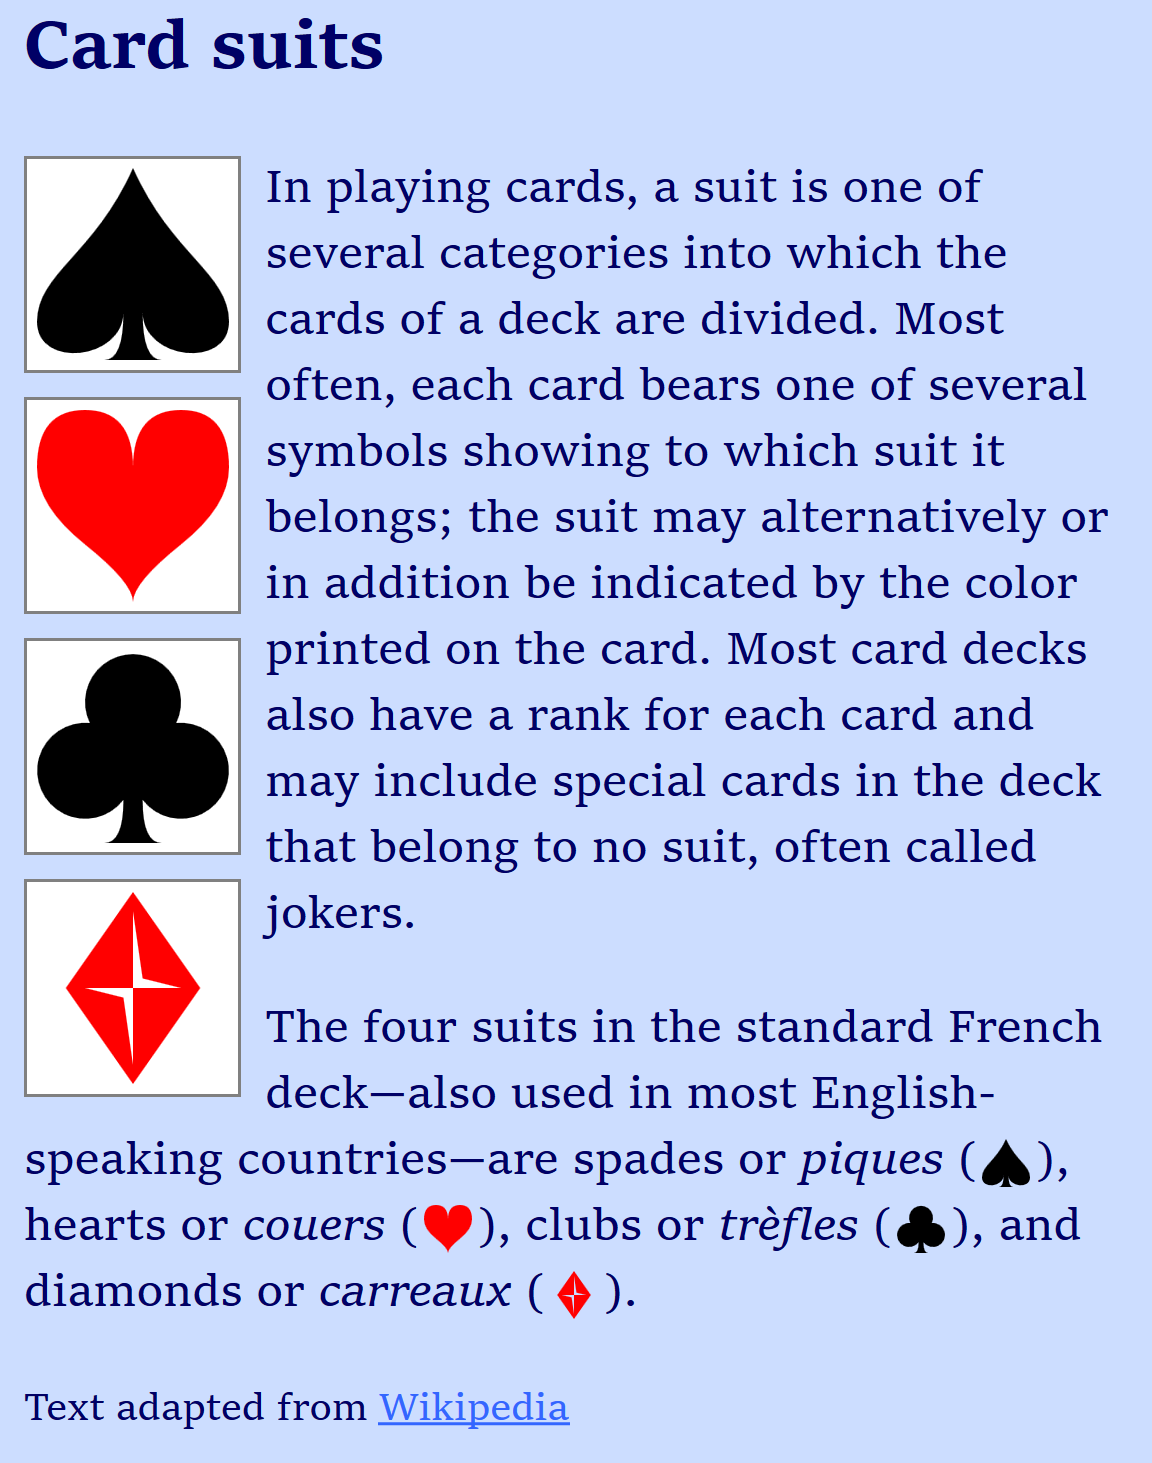 Card suits
In playing cards, a suit is one of
several categories into which the
cards of a deck are divided. Most
often, each card bears one of several
symbols showing to which suit it
belongs; the suit may alternatively or
in addition be indicated by the color
printed on the card. Most card decks
also have a rank for each card and
may include special cards in the deck
that belong to no suit, often called
jokers.
The four suits in the standard French
deck—also used in most English-
speaking countries—are spades or piques (♠),
hearts or couers (♥), clubs or trèfles (♣), and
diamonds or carreaux (♦).
Text adapted from Wikipedia